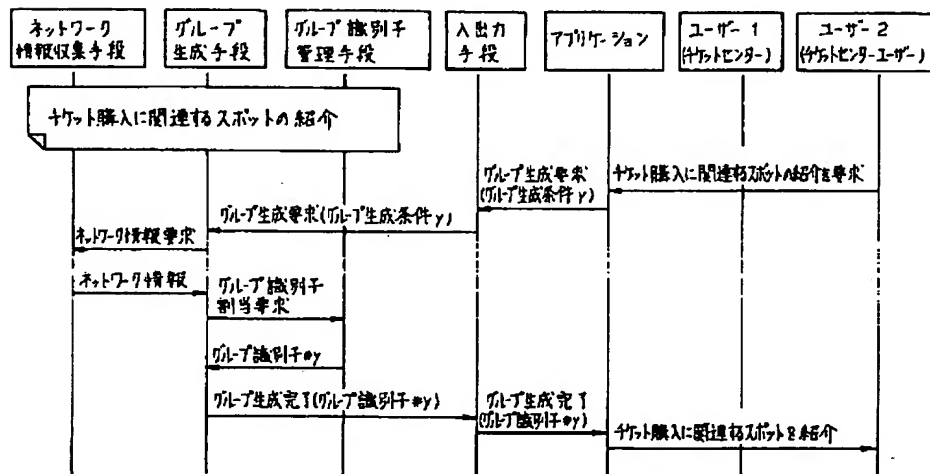 ネットワーク
情報収集手段
グループ
生成手段
グループ識別子
管理手段
入出力
手段
アプリケーション
ユーザー1
(チケットセンター)
ユーザー2
(チケットセンターユーザー)
チケット購入に関連するスポットの紹介
チケット購入に関連するスポットの紹介を要求
グループ生成要求
(グループ生成条件y)
グループ生成要求(グループ生成条件y)
ネットワーク情報要求
ネットワーク情報
グループ識別子
割当要求
グループ識別子#y
グループ生成完了(グループ識別子#y)
グループ生成完了
(グループ識別子#y)
チケット購入に関連するスポットを紹介